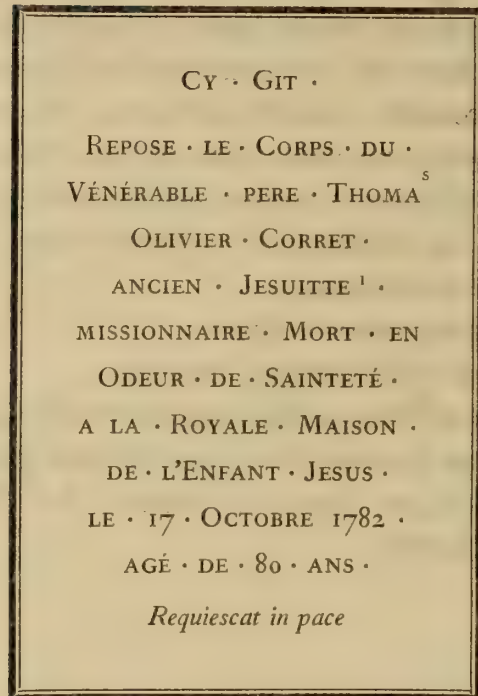 Cy · Git ·
Repose · le · Corps · du ·
Vénérable · pere · Thomas
Olivier · Corret ·
ancien · Jesuitte ¹ ·
missionnaire · Mort · en
Odeur · de · Sainteté ·
a la · Royale · Maison ·
de · l'Enfant · Jesus ·
le · 17 · Octobre 1782 ·
agé · de · 80 · ans ·
Requiescat in pace